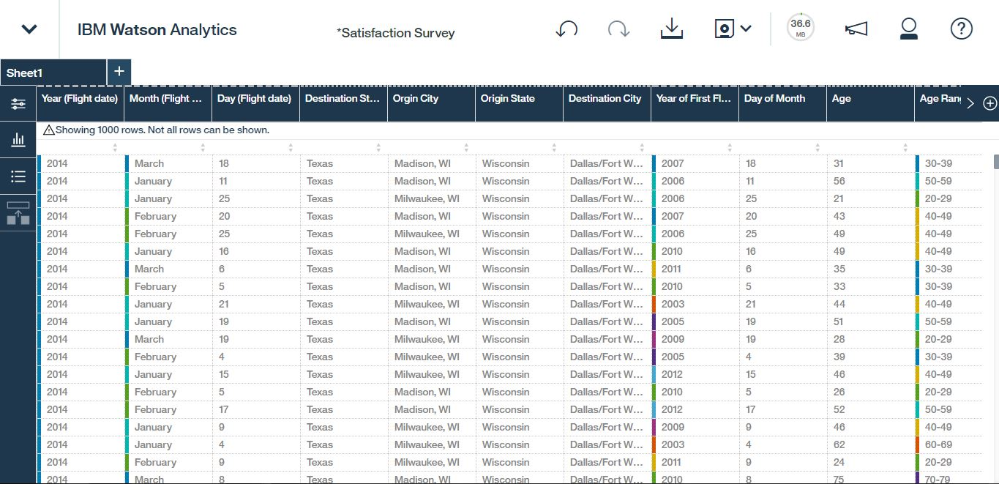 IBM Watson Analytics
*Satisfaction Survey
36.6
MB
?
Sheet1
+
Year (Flight date) Month (Flight ... Day (Flight date) Destination St... Orgin City Origin State Destination City Year of First Fl... Day of Month Age Age Rang
Showing 1000 rows. Not all rows can be shown.
2014 March 18 Texas Madison, WI Wisconsin Dallas/Fort W... 2007 18 31 30-39
2014 January 11 Texas Madison, WI Wisconsin Dallas/Fort W... 2006 11 56 50-59
2014 January 25 Texas Milwaukee, WI Wisconsin Dallas/Fort W... 2006 25 21 20-29
2014 February 20 Texas Madison, WI Wisconsin Dallas/Fort W... 2007 20 43 40-49
2014 February 25 Texas Milwaukee, WI Wisconsin Dallas/Fort W... 2006 25 49 40-49
2014 January 16 Texas Madison, WI Wisconsin Dallas/Fort W... 2010 16 49 40-49
2014 March 6 Texas Madison, WI Wisconsin Dallas/Fort W... 2011 6 35 30-39
2014 February 5 Texas Madison, WI Wisconsin Dallas/Fort W... 2010 5 33 30-39
2014 January 21 Texas Milwaukee, WI Wisconsin Dallas/Fort W... 2003 21 44 40-49
2014 January 19 Texas Madison, WI Wisconsin Dallas/Fort W... 2005 19 51 50-59
2014 March 19 Texas Milwaukee, WI Wisconsin Dallas/Fort W... 2009 19 28 20-29
2014 February 4 Texas Milwaukee, WI Wisconsin Dallas/Fort W... 2005 4 39 30-39
2014 January 15 Texas Milwaukee, WI Wisconsin Dallas/Fort W... 2012 15 46 40-49
2014 February 5 Texas Madison, WI Wisconsin Dallas/Fort W... 2010 5 26 20-29
2014 February 17 Texas Madison, WI Wisconsin Dallas/Fort W... 2012 17 52 50-59
2014 January 9 Texas Milwaukee, WI Wisconsin Dallas/Fort W... 2009 9 46 40-49
2014 January 4 Texas Milwaukee, WI Wisconsin Dallas/Fort W... 2003 4 62 60-69
2014 February 9 Texas Milwaukee, WI Wisconsin Dallas/Fort W... 2011 9 24 20-29
2014 March 8 Texas Madison, WI Wisconsin Dallas/Fort W... 2010 8 75 70-79